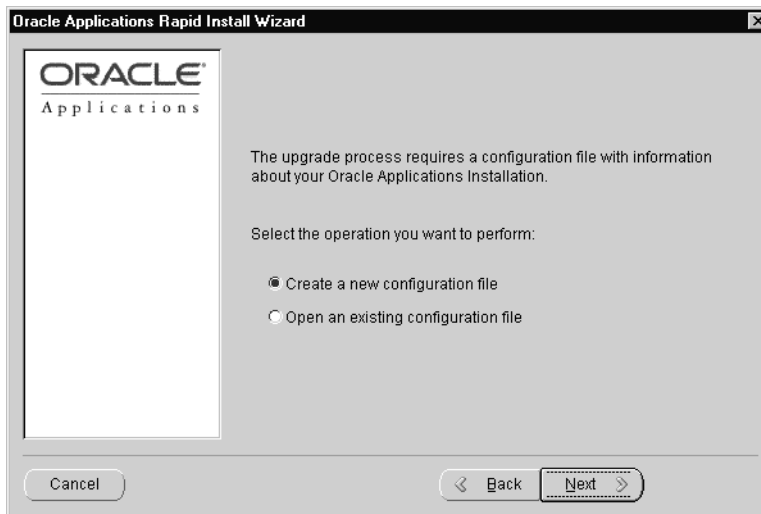 Oracle Applications Rapid Install Wizard
ORACLE
Applications
The upgrade process requires a configuration file with information
about your Oracle Applications Installation.
Select the operation you want to perform:
Create a new configuration file
Open an existing configuration file
Cancel
Back
Next